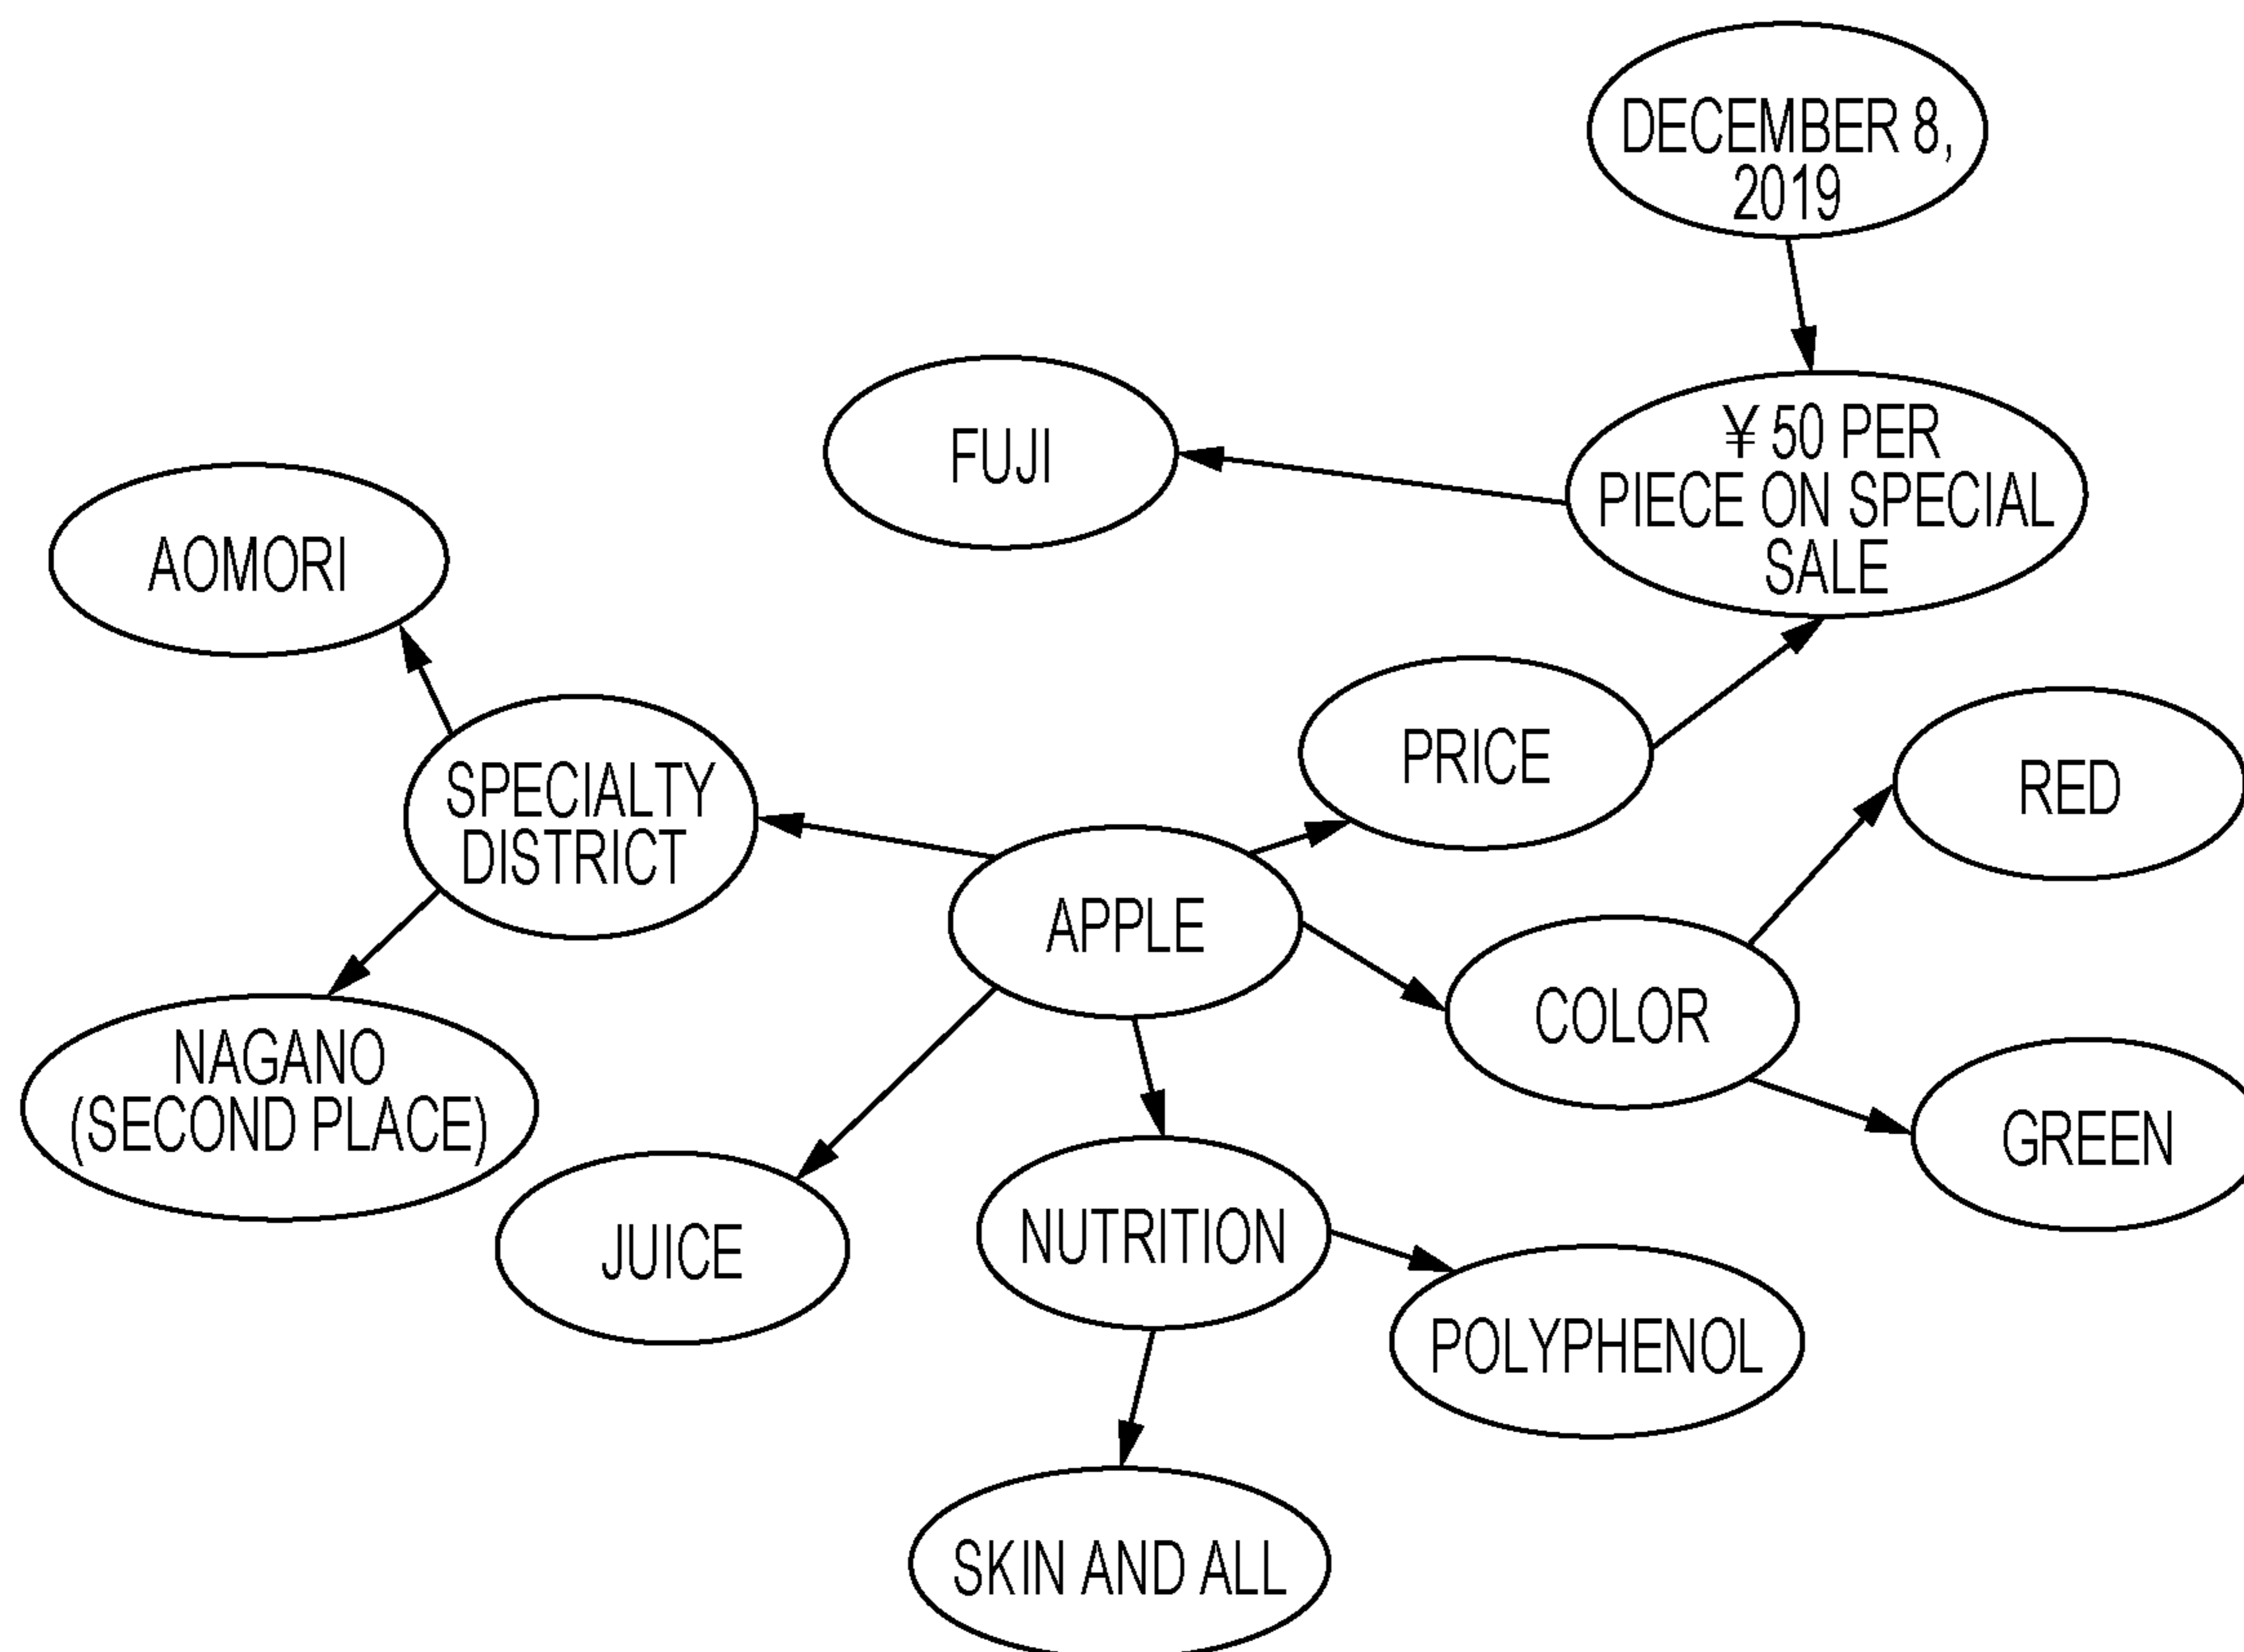 DECEMBER 8,
2019
FUJI
¥ 50 PER
PIECE ON SPECIAL
SALE
AOMORI
SPECIALTY
DISTRICT
PRICE
RED
APPLE
COLOR
NAGANO
(SECOND PLACE)
JUICE
NUTRITION
GREEN
POLYPHENOL
SKIN AND ALL